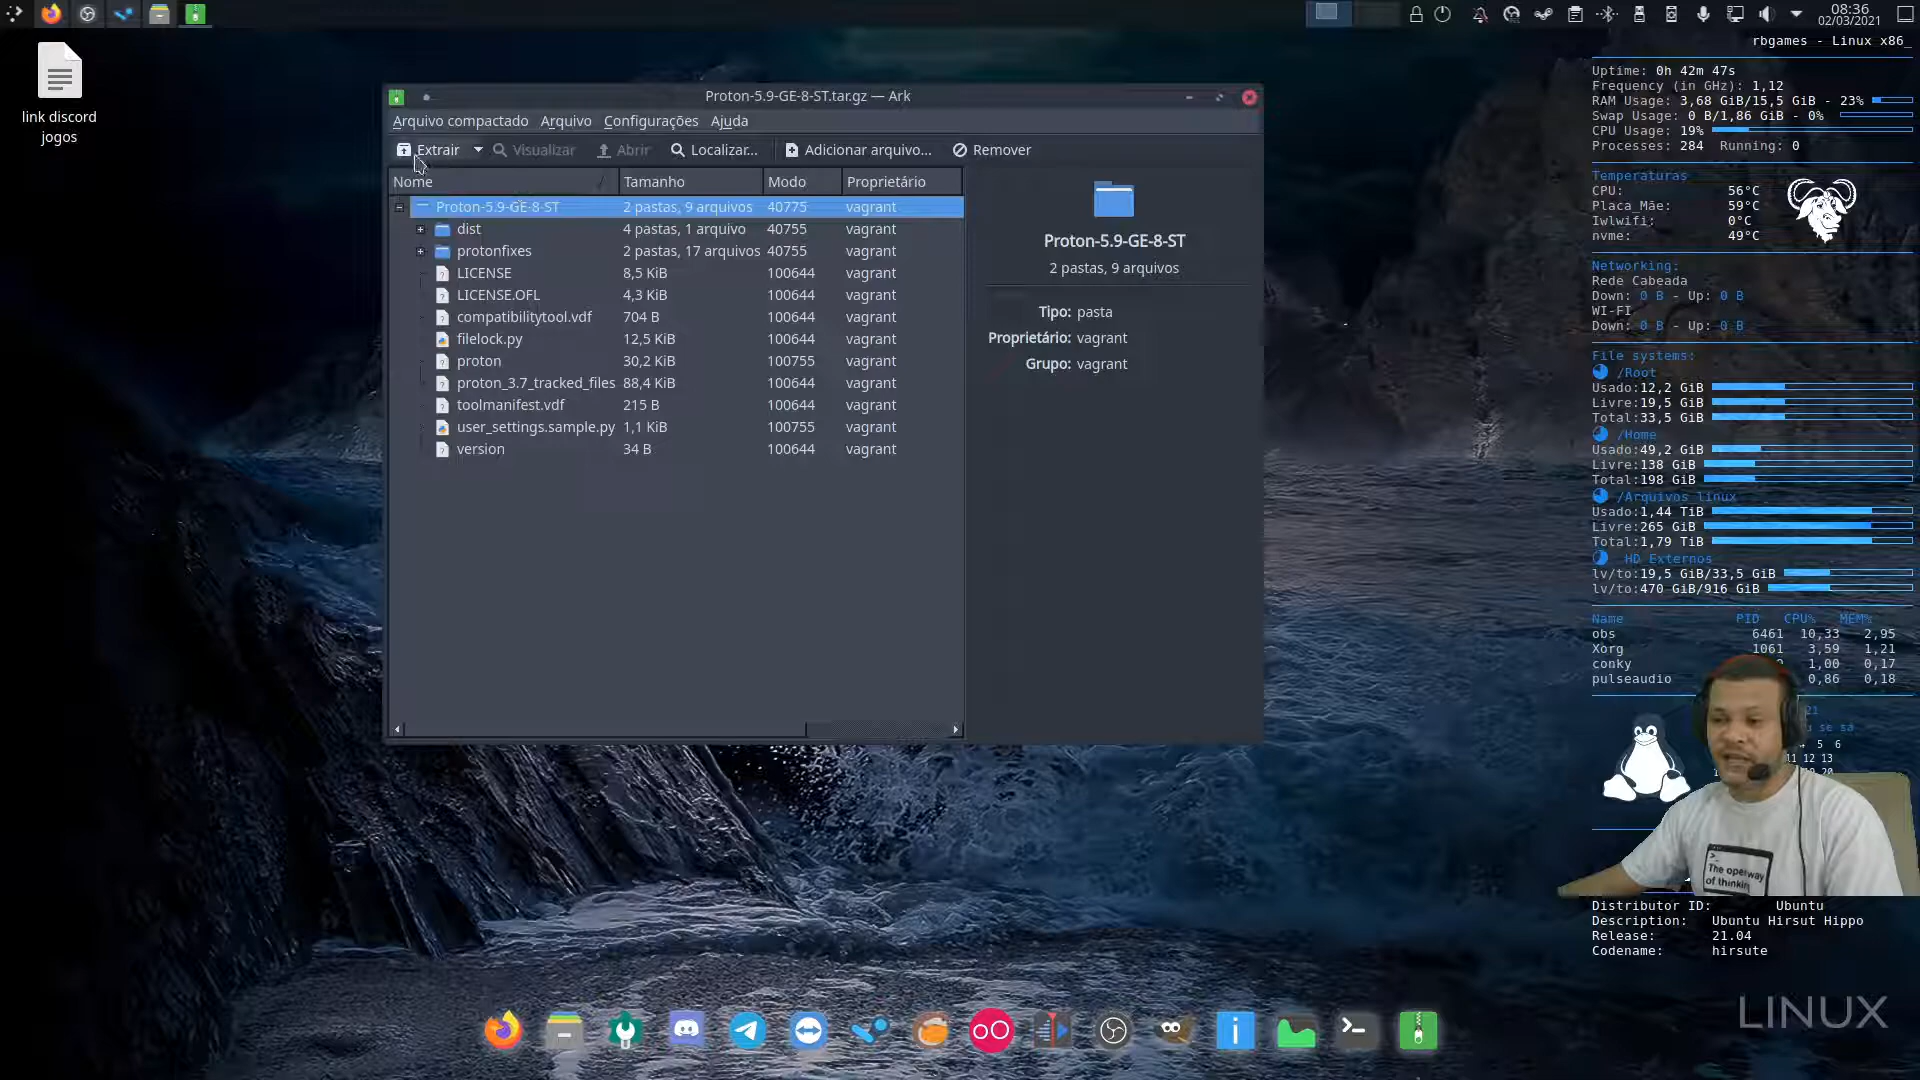 08:36
02/03/2021
link discord
jogos
Proton-5.9-GE-8-ST.tar.gz — Ark
Arquivo compactado Arquivo Configurações Ajuda
Extrair Visualizar Abrir Localizar... Adicionar arquivo... Remover
Nome Tamanho Modo Proprietário
Proton-5.9-GE-8-ST 2 pastas, 9 arquivos 40775 vagrant
dist 4 pastas, 1 arquivo 40755 vagrant
protonfixes 2 pastas, 17 arquivos 40755 vagrant
LICENSE 8,5 KiB 100644 vagrant
LICENSE.OFL 4,3 KiB 100644 vagrant
compatibilitytool.vdf 704 B 100644 vagrant
filelock.py 12,5 KiB 100644 vagrant
proton 30,2 KiB 100755 vagrant
proton_3.7_tracked_files 88,4 KiB 100644 vagrant
toolmanifest.vdf 215 B 100644 vagrant
user_settings.sample.py 1,1 KiB 100755 vagrant
version 34 B 100644 vagrant
Proton-5.9-GE-8-ST
2 pastas, 9 arquivos
Tipo: pasta
Proprietário: vagrant
Grupo: vagrant
rbgames - Linux x86_
Uptime: 0h 42m 47s
Frequency (in GHz): 1,12
RAM Usage: 3,68 GiB/15,5 GiB - 23%
Swap Usage: 0 B/1,86 GiB - 0%
CPU Usage: 19%
Processes: 284 Running: 0
Temperaturas
CPU: 56°C
Placa_Mãe: 59°C
Iwlwifi: 0°C
nvme: 49°C
Networking:
Rede Cabeada
Down: 0 B - Up: 0 B
WI-FI
Down: 0 B - Up: 0 B
File systems:
/Root
Usado:12,2 GiB
Livre:19,5 GiB
Total:33,5 GiB
/Home
Usado:49,2 GiB
Livre:138 GiB
Total:198 GiB
/Arquivos linux
Usado:1,44 TiB
Livre:265 GiB
Total:1,79 TiB
HD Externos
lv/to:19,5 GiB/33,5 GiB
lv/to:470 GiB/916 GiB
Name PID CPU% MEM%
obs 6461 10,33 2,95
Xorg 1061 3,59 1,21
conky 1,00 0,17
pulseaudio 0,86 0,18
21
se sá
5 6
11 12 13
20
>_
The open way
of thinking
Distributor ID: Ubuntu
Description: Ubuntu Hirsut Hippo
Release: 21.04
Codename: hirsute
LINUX